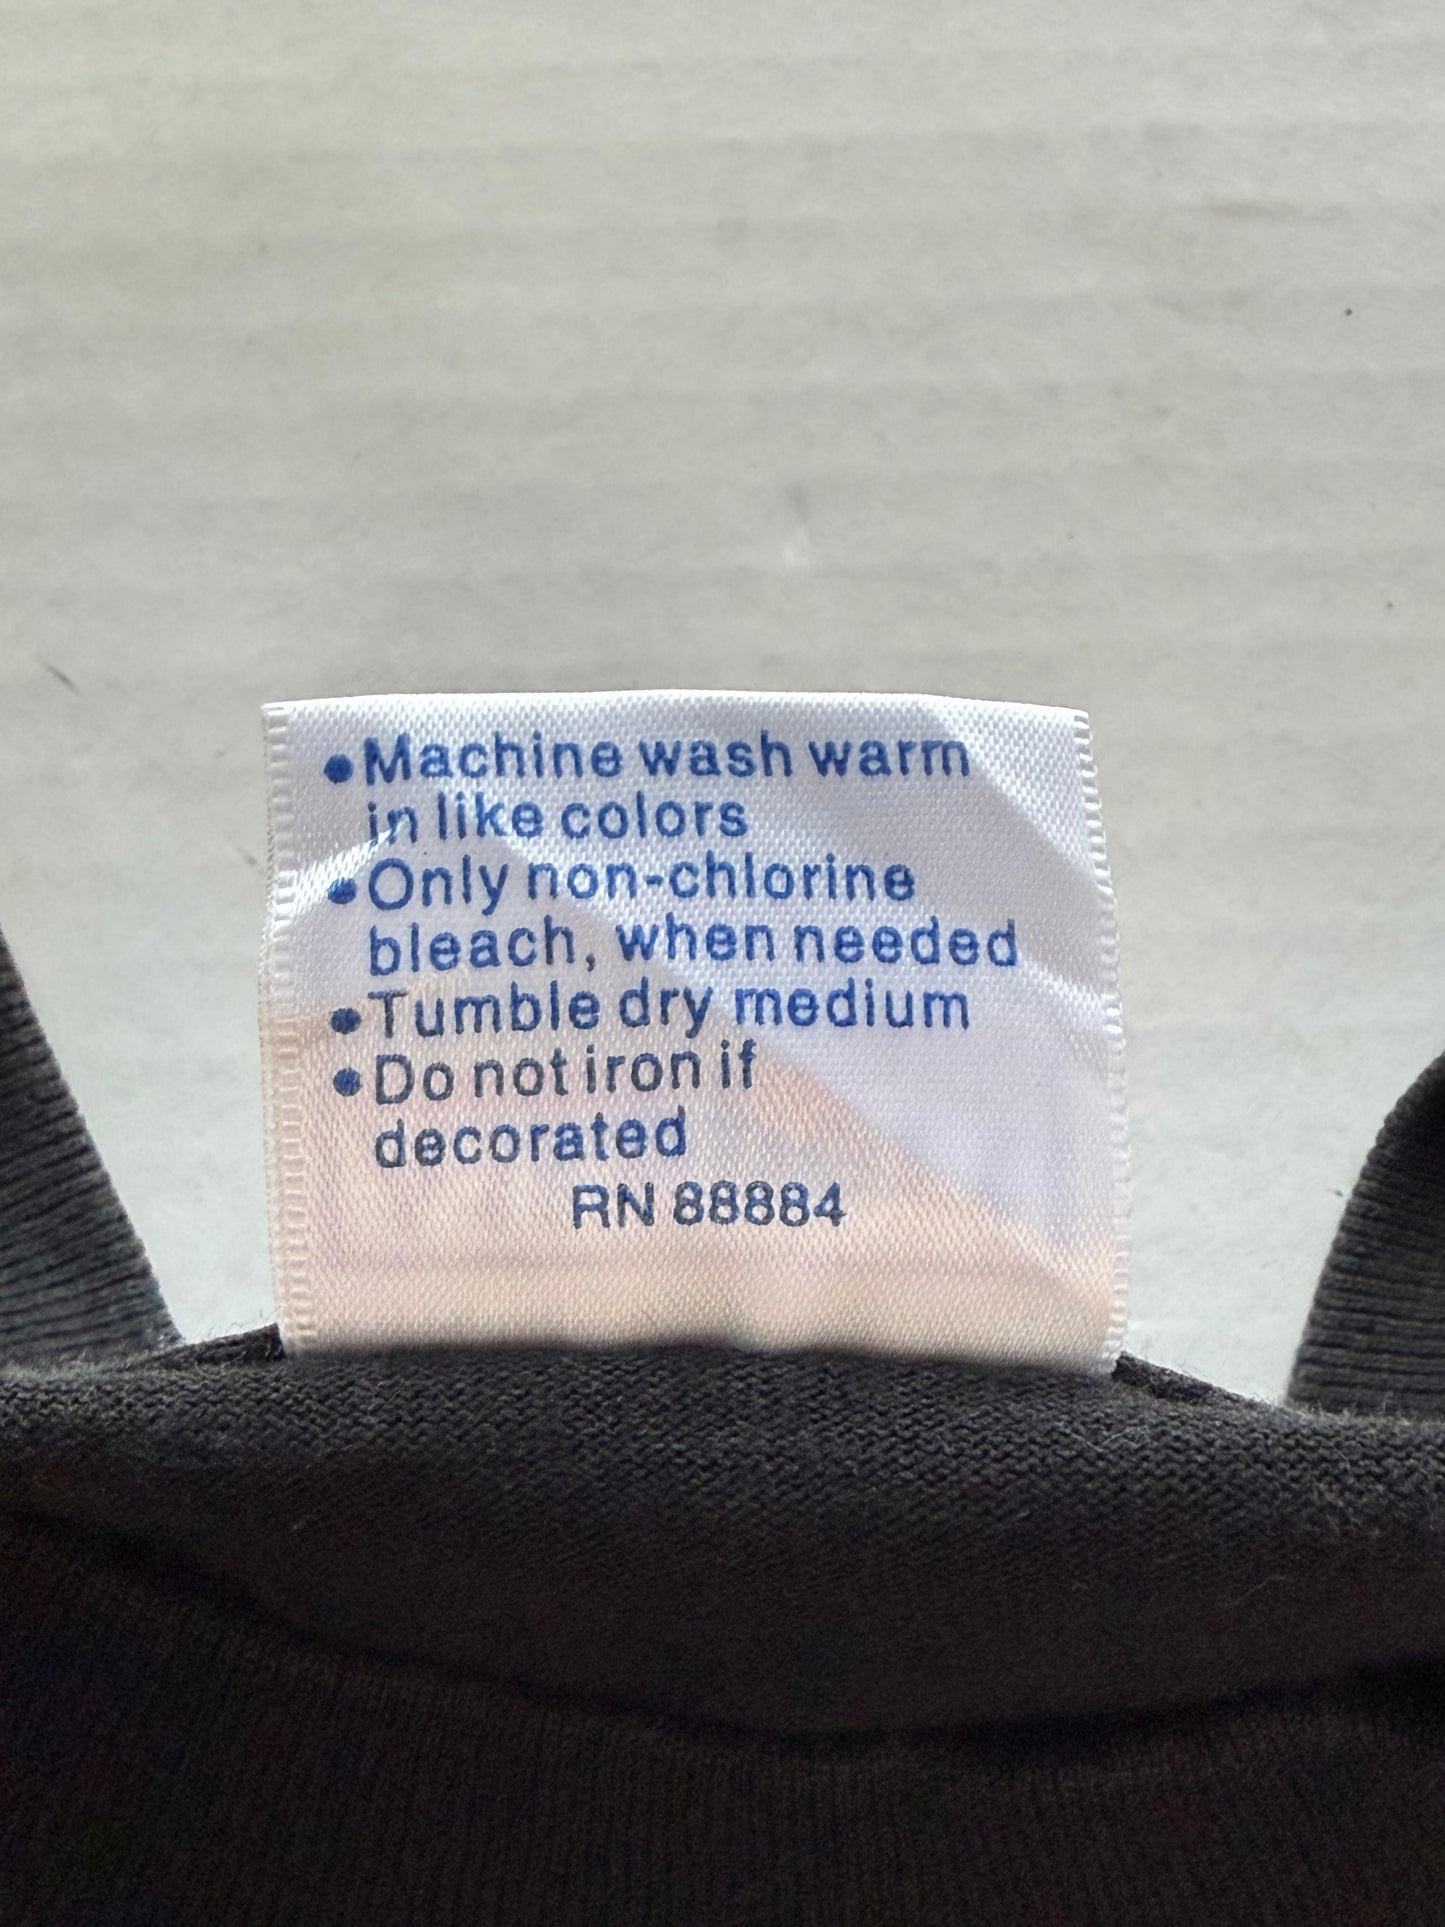 •Machine wash warm
in like colors
•Only non-chlorine
bleach, when needed
•Tumble dry medium
•Do not iron if
decorated
RN 88884